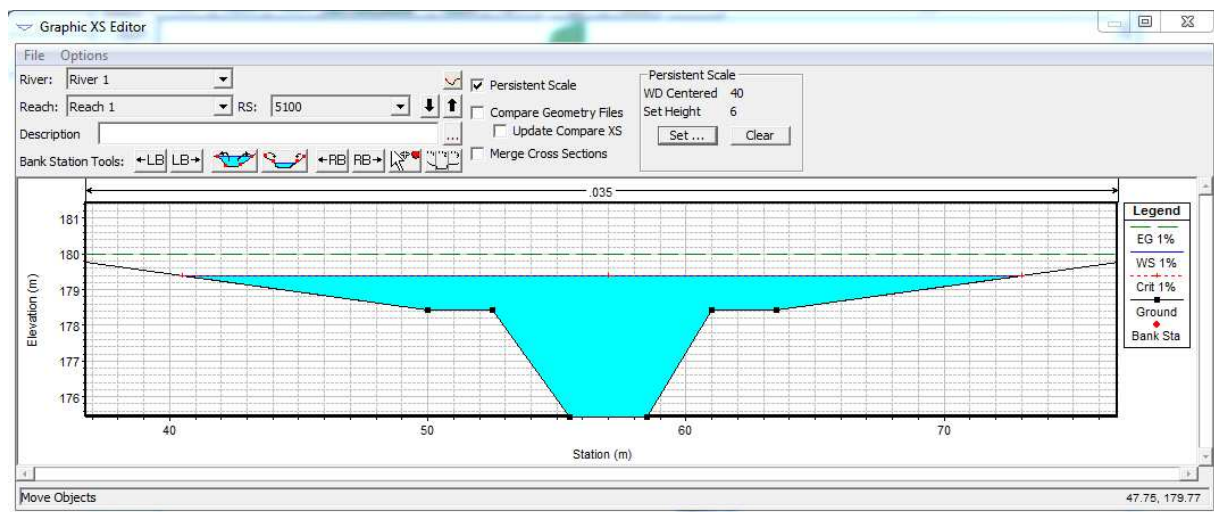 Graphic XS Editor
File Options
River: River 1
Reach: Reach 1 RS: 5100
Description
...
Bank Station Tools: ←LB LB→ ←RB RB→
Persistent Scale
Compare Geometry Files
Update Compare XS
Merge Cross Sections
Persistent Scale
WD Centered 40
Set Height 6
Set ... Clear
.035
181
180
179
178
177
176
Elevation (m)
40 50 60 70
Station (m)
Legend
EG 1%
WS 1%
Crit 1%
Ground
Bank Sta
Move Objects
47.75, 179.77